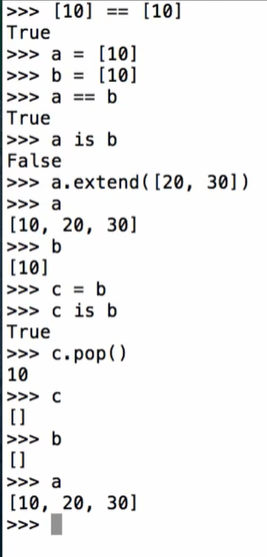 >>> [10] == [10]
True
>>> a = [10]
>>> b = [10]
>>> a == b
True
>>> a is b
False
>>> a.extend([20, 30])
>>> a
[10, 20, 30]
>>> b
[10]
>>> c = b
>>> c is b
True
>>> c.pop()
10
>>> c
[]
>>> b
[]
>>> a
[10, 20, 30]
>>>